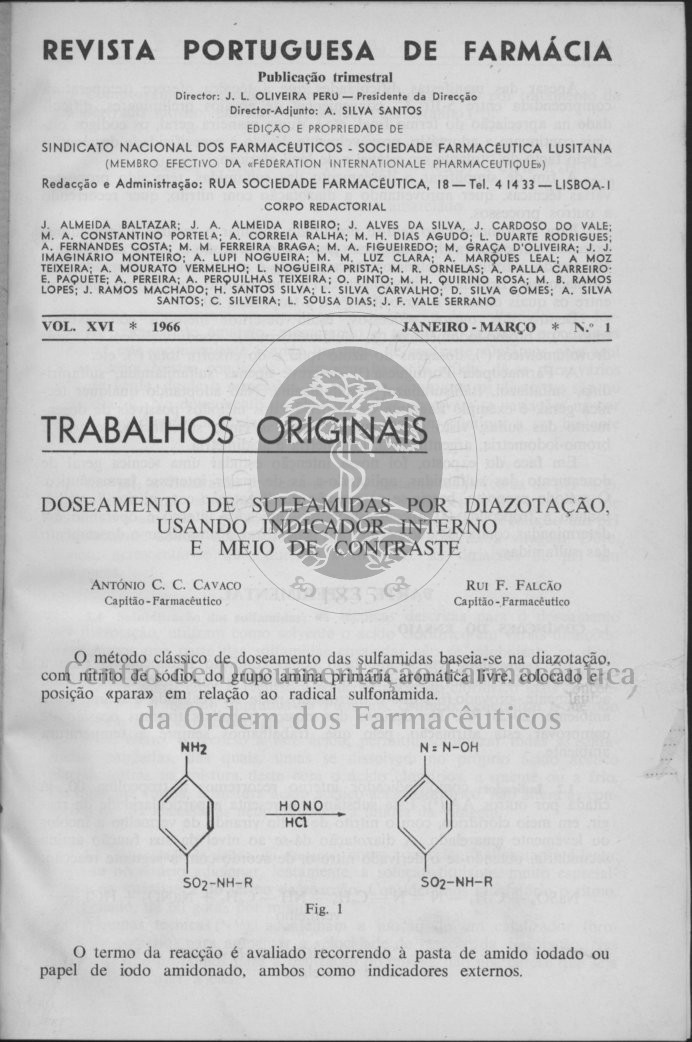 REVISTA PORTUGUESA DE FARMÁCIA
Publicação trimestral
Director: J. L. OLIVEIRA PERU — Presidente da Direcção
Director-Adjunto: A. SILVA SANTOS
EDIÇÃO E PROPRIEDADE DE
SINDICATO NACIONAL DOS FARMACÊUTICOS - SOCIEDADE FARMACÊUTICA LUSITANA
(MEMBRO EFECTIVO DA «FÉDÉRATION INTERNATIONALE PHARMACEUTIQUE»)
Redacção e Administração: RUA SOCIEDADE FARMACÊUTICA, 18 — Tel. 4 14 33 — LISBOA-1
CORPO REDACTORIAL
J. ALMEIDA BALTAZAR; J. A. ALMEIDA RIBEIRO; J. ALVES DA SILVA, J. CARDOSO DO VALE;
M. A. CONSTANTINO PORTELA; A. CORREIA RALHA; M. H. DIAS AGUDO; L. DUARTE RODRIGUES;
A. FERNANDES COSTA; M. M. FERREIRA BRAGA; M. A. FIGUEIREDO; M. GRAÇA D'OLIVEIRA; J. J.
IMAGINÁRIO MONTEIRO; A. LUPI NOGUEIRA; M. M. LUZ CLARA; A. MARQUES LEAL; A MOZ
TEIXEIRA; A. MOURATO VERMELHO; L. NOGUEIRA PRISTA; M. R. ORNELAS; A. PALLA CARREIRO;
E. PAQUETE; A. PEREIRA; A. PERQUILHAS TEIXEIRA; O. PINTO; M. H. QUIRINO ROSA; M. B. RAMOS
LOPES; J. RAMOS MACHADO; H. SANTOS SILVA; L. SILVA CARVALHO; D. SILVA GOMES; A. SILVA
SANTOS; C. SILVEIRA; L. SOUSA DIAS; J. F. VALE SERRANO
VOL. XVI * 1966 JANEIRO - MARÇO * N.º 1
TRABALHOS ORIGINAIS
DOSEAMENTO DE SULFAMIDAS POR DIAZOTAÇÃO,
USANDO INDICADOR INTERNO
E MEIO DE CONTRASTE
ANTÓNIO C. C. CAVACO RUI F. FALCÃO
Capitão - Farmacêutico Capitão - Farmacêutico
O método clássico de doseamento das sulfamidas baseia-se na diazotação,
com nitrito de sódio, do grupo amina primária aromática livre, colocado e
posição «para» em relação ao radical sulfonamida.
Centro de Documentação Farmacêutica
da Ordem dos Farmacêuticos
NH2 N = N-OH
HONO
HCl
SO2-NH-R SO2-NH-R
Fig. 1
O termo da reacção é avaliado recorrendo à pasta de amido iodado ou
papel de iodo amidonado, ambos como indicadores externos.